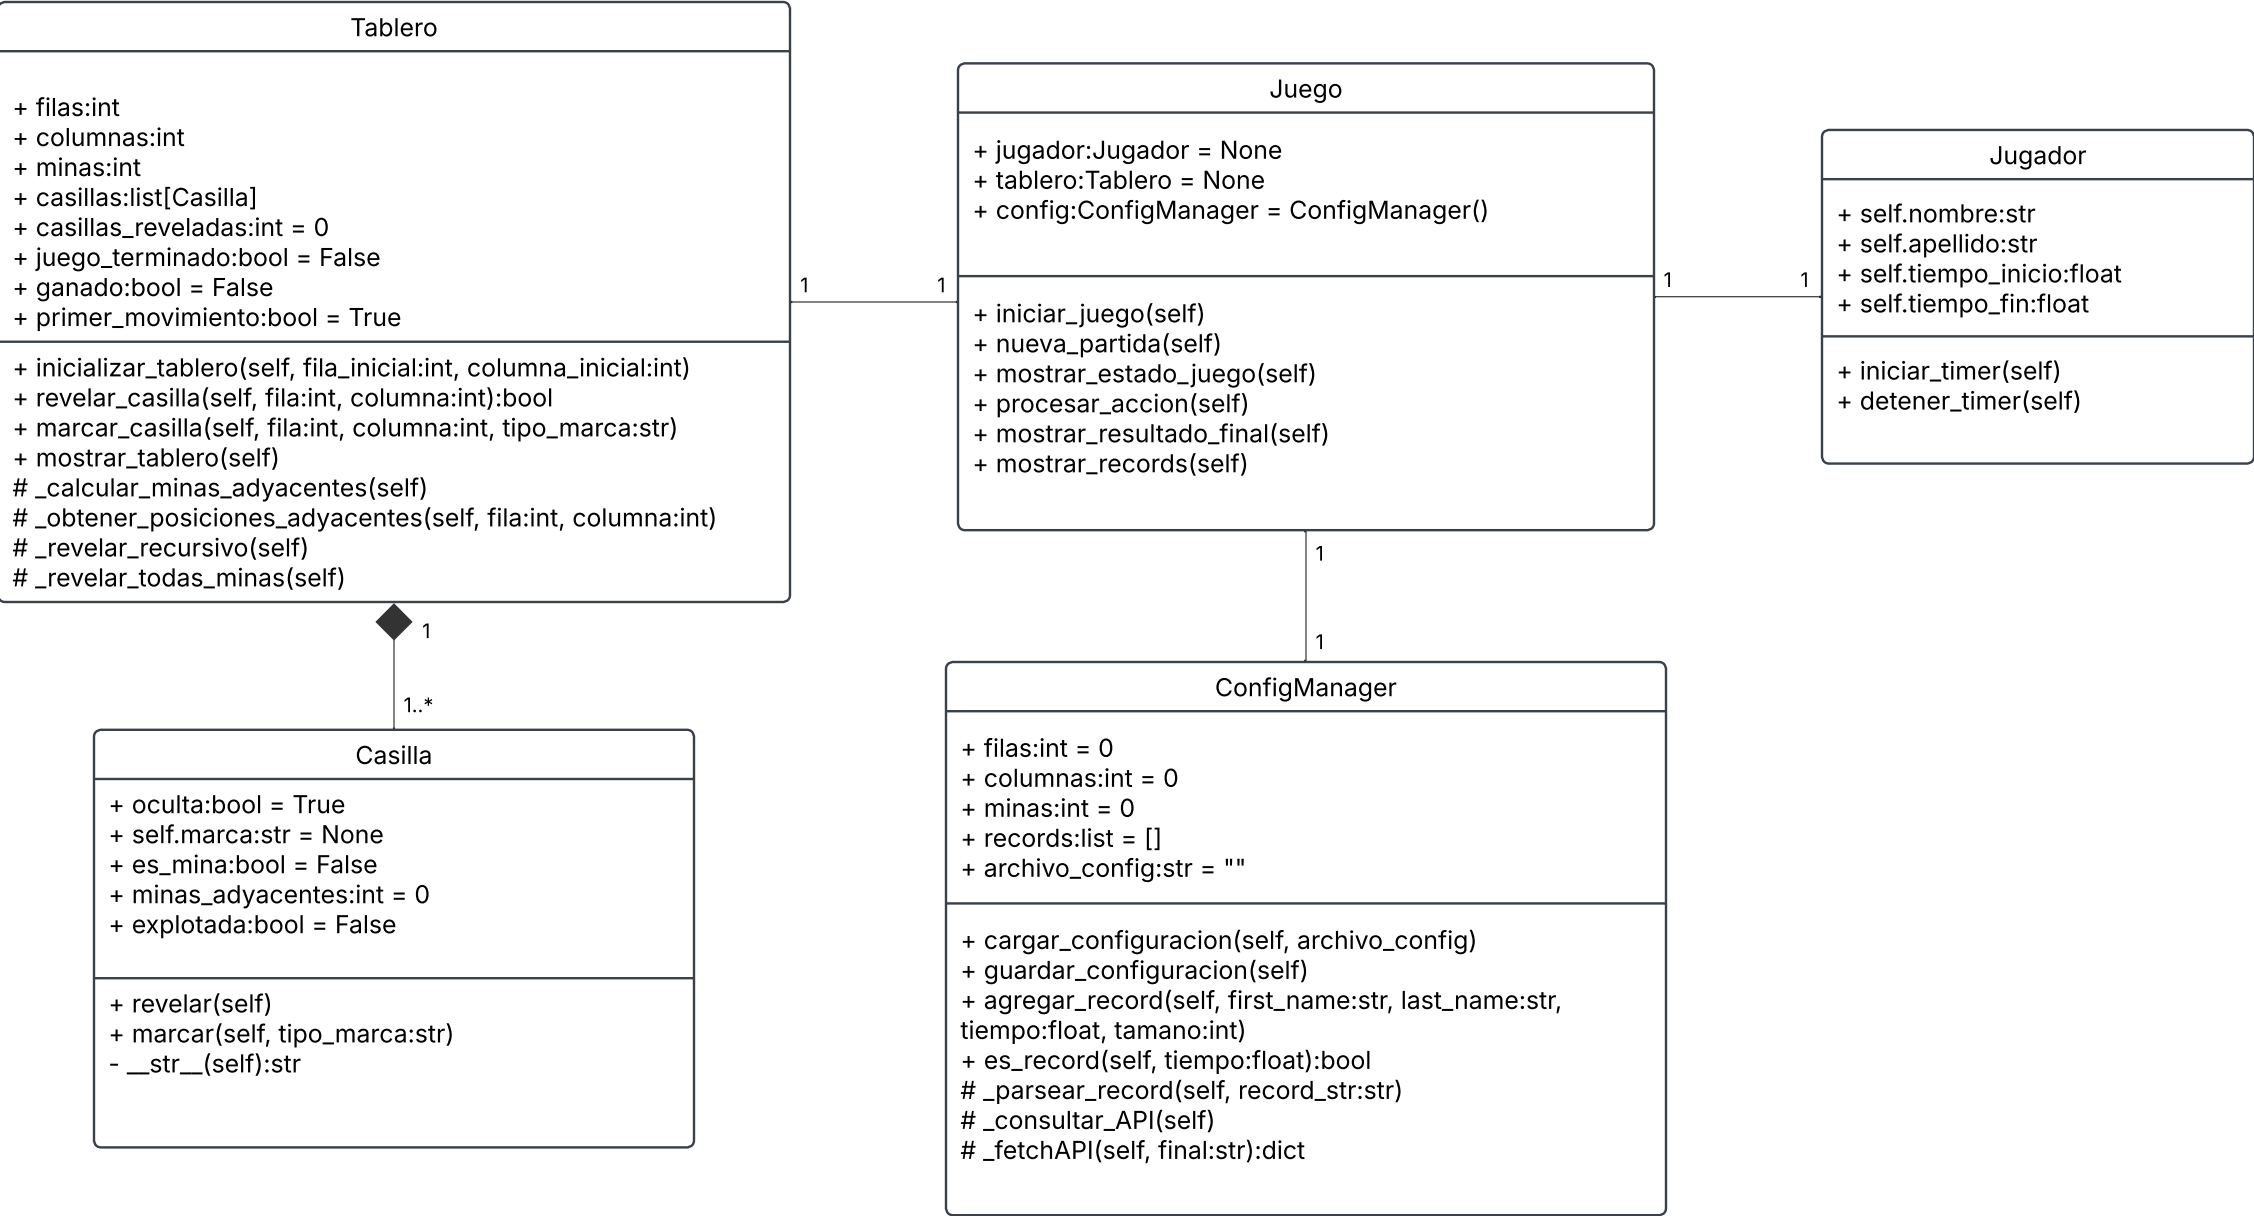 Tablero
+ filas:int
+ columnas:int
+ minas:int
+ casillas:list[Casilla]
+ casillas_reveladas:int = 0
+ juego_terminado:bool = False
+ ganado:bool = False
+ primer_movimiento:bool = True
+ inicializar_tablero(self, fila_inicial:int, columna_inicial:int)
+ revelar_casilla(self, fila:int, columna:int):bool
+ marcar_casilla(self, fila:int, columna:int, tipo_marca:str)
+ mostrar_tablero(self)
# _calcular_minas_adyacentes(self)
# _obtener_posiciones_adyacentes(self, fila:int, columna:int)
# _revelar_recursivo(self)
# _revelar_todas_minas(self)
1
1
Juego
+ jugador:Jugador = None
+ tablero:Tablero = None
+ config:ConfigManager = ConfigManager()
+ iniciar_juego(self)
+ nueva_partida(self)
+ mostrar_estado_juego(self)
+ procesar_accion(self)
+ mostrar_resultado_final(self)
+ mostrar_records(self)
1
1
Jugador
+ self.nombre:str
+ self.apellido:str
+ self.tiempo_inicio:float
+ self.tiempo_fin:float
+ iniciar_timer(self)
+ detener_timer(self)
1
1..*
Casilla
+ oculta:bool = True
+ self.marca:str = None
+ es_mina:bool = False
+ minas_adyacentes:int = 0
+ explotada:bool = False
+ revelar(self)
+ marcar(self, tipo_marca:str)
- __str__(self):str
1
1
ConfigManager
+ filas:int = 0
+ columnas:int = 0
+ minas:int = 0
+ records:list = []
+ archivo_config:str = ""
+ cargar_configuracion(self, archivo_config)
+ guardar_configuracion(self)
+ agregar_record(self, first_name:str, last_name:str,
tiempo:float, tamano:int)
+ es_record(self, tiempo:float):bool
# _parsear_record(self, record_str:str)
# _consultar_API(self)
# _fetchAPI(self, final:str):dict